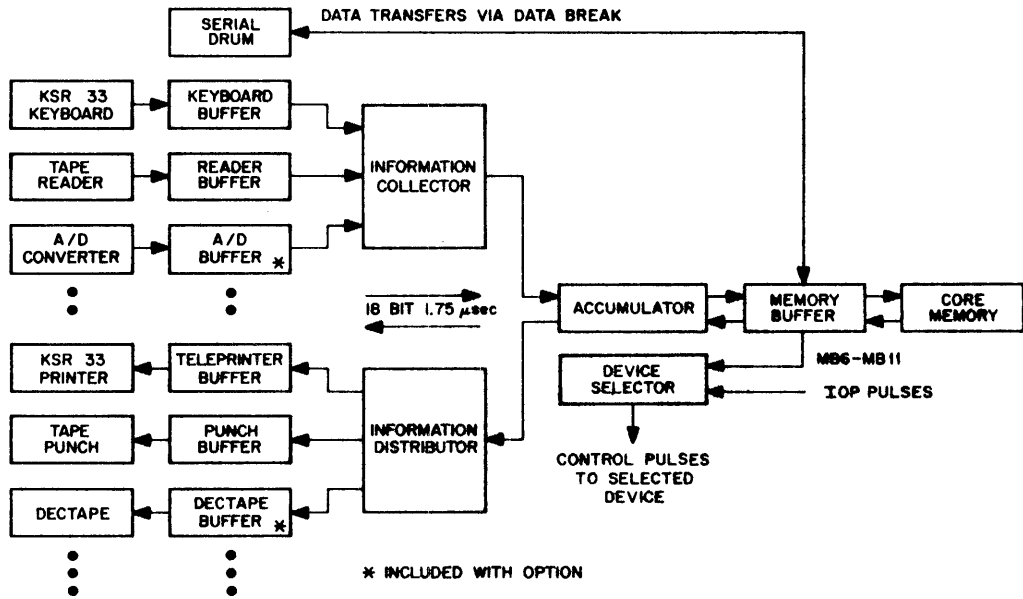 DATA TRANSFERS VIA DATA BREAK
SERIAL
DRUM
KSR 33
KEYBOARD
KEYBOARD
BUFFER
TAPE
READER
READER
BUFFER
INFORMATION
COLLECTOR
A/D
CONVERTER
A/D
BUFFER *
18 BIT 1.75 μsec
ACCUMULATOR
MEMORY
BUFFER
CORE
MEMORY
KSR 33
PRINTER
TELEPRINTER
BUFFER
DEVICE
SELECTOR
MB6-MB11
IOP PULSES
TAPE
PUNCH
PUNCH
BUFFER
INFORMATION
DISTRIBUTOR
CONTROL PULSES
TO SELECTED
DEVICE
DECTAPE
DECTAPE
BUFFER *
* INCLUDED WITH OPTION